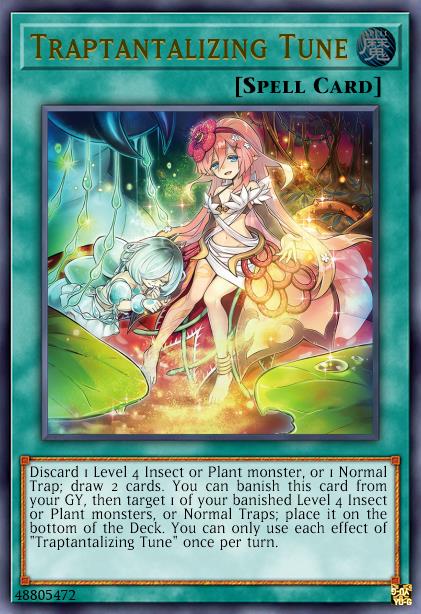 Traptantalizing Tune
SPELL
魔
[Spell Card]
Discard 1 Level 4 Insect or Plant monster, or 1 Normal
Trap; draw 2 cards. You can banish this card from
your GY, then target 1 of your banished Level 4 Insect
or Plant monsters, or Normal Traps; place it on the
bottom of the Deck. You can only use each effect of
"Traptantalizing Tune" once per turn.
48805472